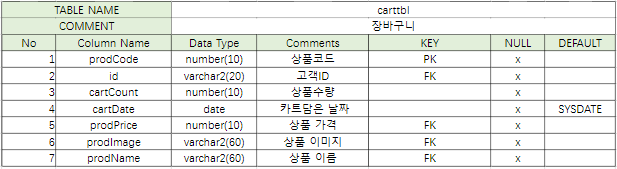 TABLE NAME carttbl
COMMENT 장바구니
No Column Name Data Type Comments KEY NULL DEFAULT
1 prodCode number(10) 상품코드 PK x
2 id varchar2(20) 고객ID FK x
3 cartCount number(10) 상품수량 x
4 cartDate date 카트담은 날짜 x SYSDATE
5 prodPrice number(10) 상품 가격 FK x
6 prodImage varchar2(60) 상품 이미지 FK x
7 prodName varchar2(60) 상품 이름 FK x